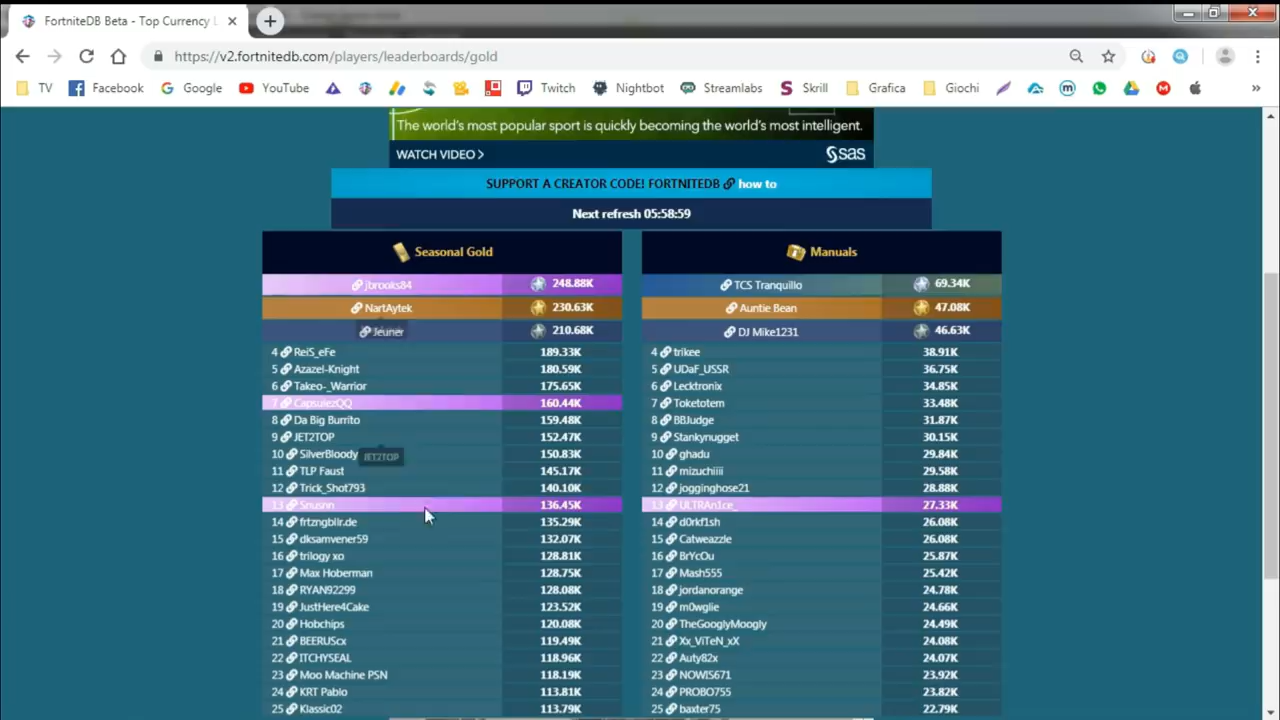 FortniteDB Beta - Top Currency L
https://v2.fortnitedb.com/players/leaderboards/gold
TV Facebook Google YouTube Twitch Nightbot Streamlabs Skrill Grafica Giochi
The world's most popular sport is quickly becoming the world's most intelligent.
WATCH VIDEO > sas
SUPPORT A CREATOR CODE! FORTNITEDB how to
Next refresh 05:58:59
Seasonal Gold
jbrooks84 248.88K
NartAytek 230.63K
Jeuner 210.68K
4 ReiS_eFe 189.33K
5 Azazel-Knight 180.59K
6 Takeo-_Warrior 175.65K
7 CapsulezQQ 160.44K
8 Da Big Burrito 159.48K
9 JET2TOP 152.47K
10 SilverBloody 150.83K
JET2TOP
11 TLP Faust 145.17K
12 Trick_Shot793 140.10K
13 Snusnn 136.45K
14 frtzngbllr.de 135.29K
15 dksamvener59 132.07K
16 trilogy xo 128.81K
17 Max Hoberman 128.75K
18 RYAN92299 128.08K
19 JustHere4Cake 123.52K
20 Hobchips 120.08K
21 BEERUScx 119.49K
22 ITCHYSEAL 118.96K
23 Moo Machine PSN 118.19K
24 KRT Pablo 113.81K
25 Klassic02 113.79K
Manuals
TCS Tranquillo 69.34K
Auntie Bean 47.08K
DJ Mike1231 46.63K
4 trikee 38.91K
5 UDaF_USSR 36.75K
6 Lecktronix 34.85K
7 Toketotem 33.48K
8 BBJudge 31.87K
9 Stankynugget 30.15K
10 ghadu 29.84K
11 mizuchiiii 29.58K
12 jogginghose21 28.88K
13 ULTRAn1ce_ 27.33K
14 d0rkf1sh 26.08K
15 Catweazzle 26.08K
16 BrYcOu 25.87K
17 Mash555 25.42K
18 jordanorange 24.78K
19 m0wglie 24.66K
20 TheGooglyMoogly 24.49K
21 Xx_ViTeN_xX 24.08K
22 Auty82x 24.07K
23 NOWIS671 23.92K
24 PROBO755 23.82K
25 baxter75 22.79K